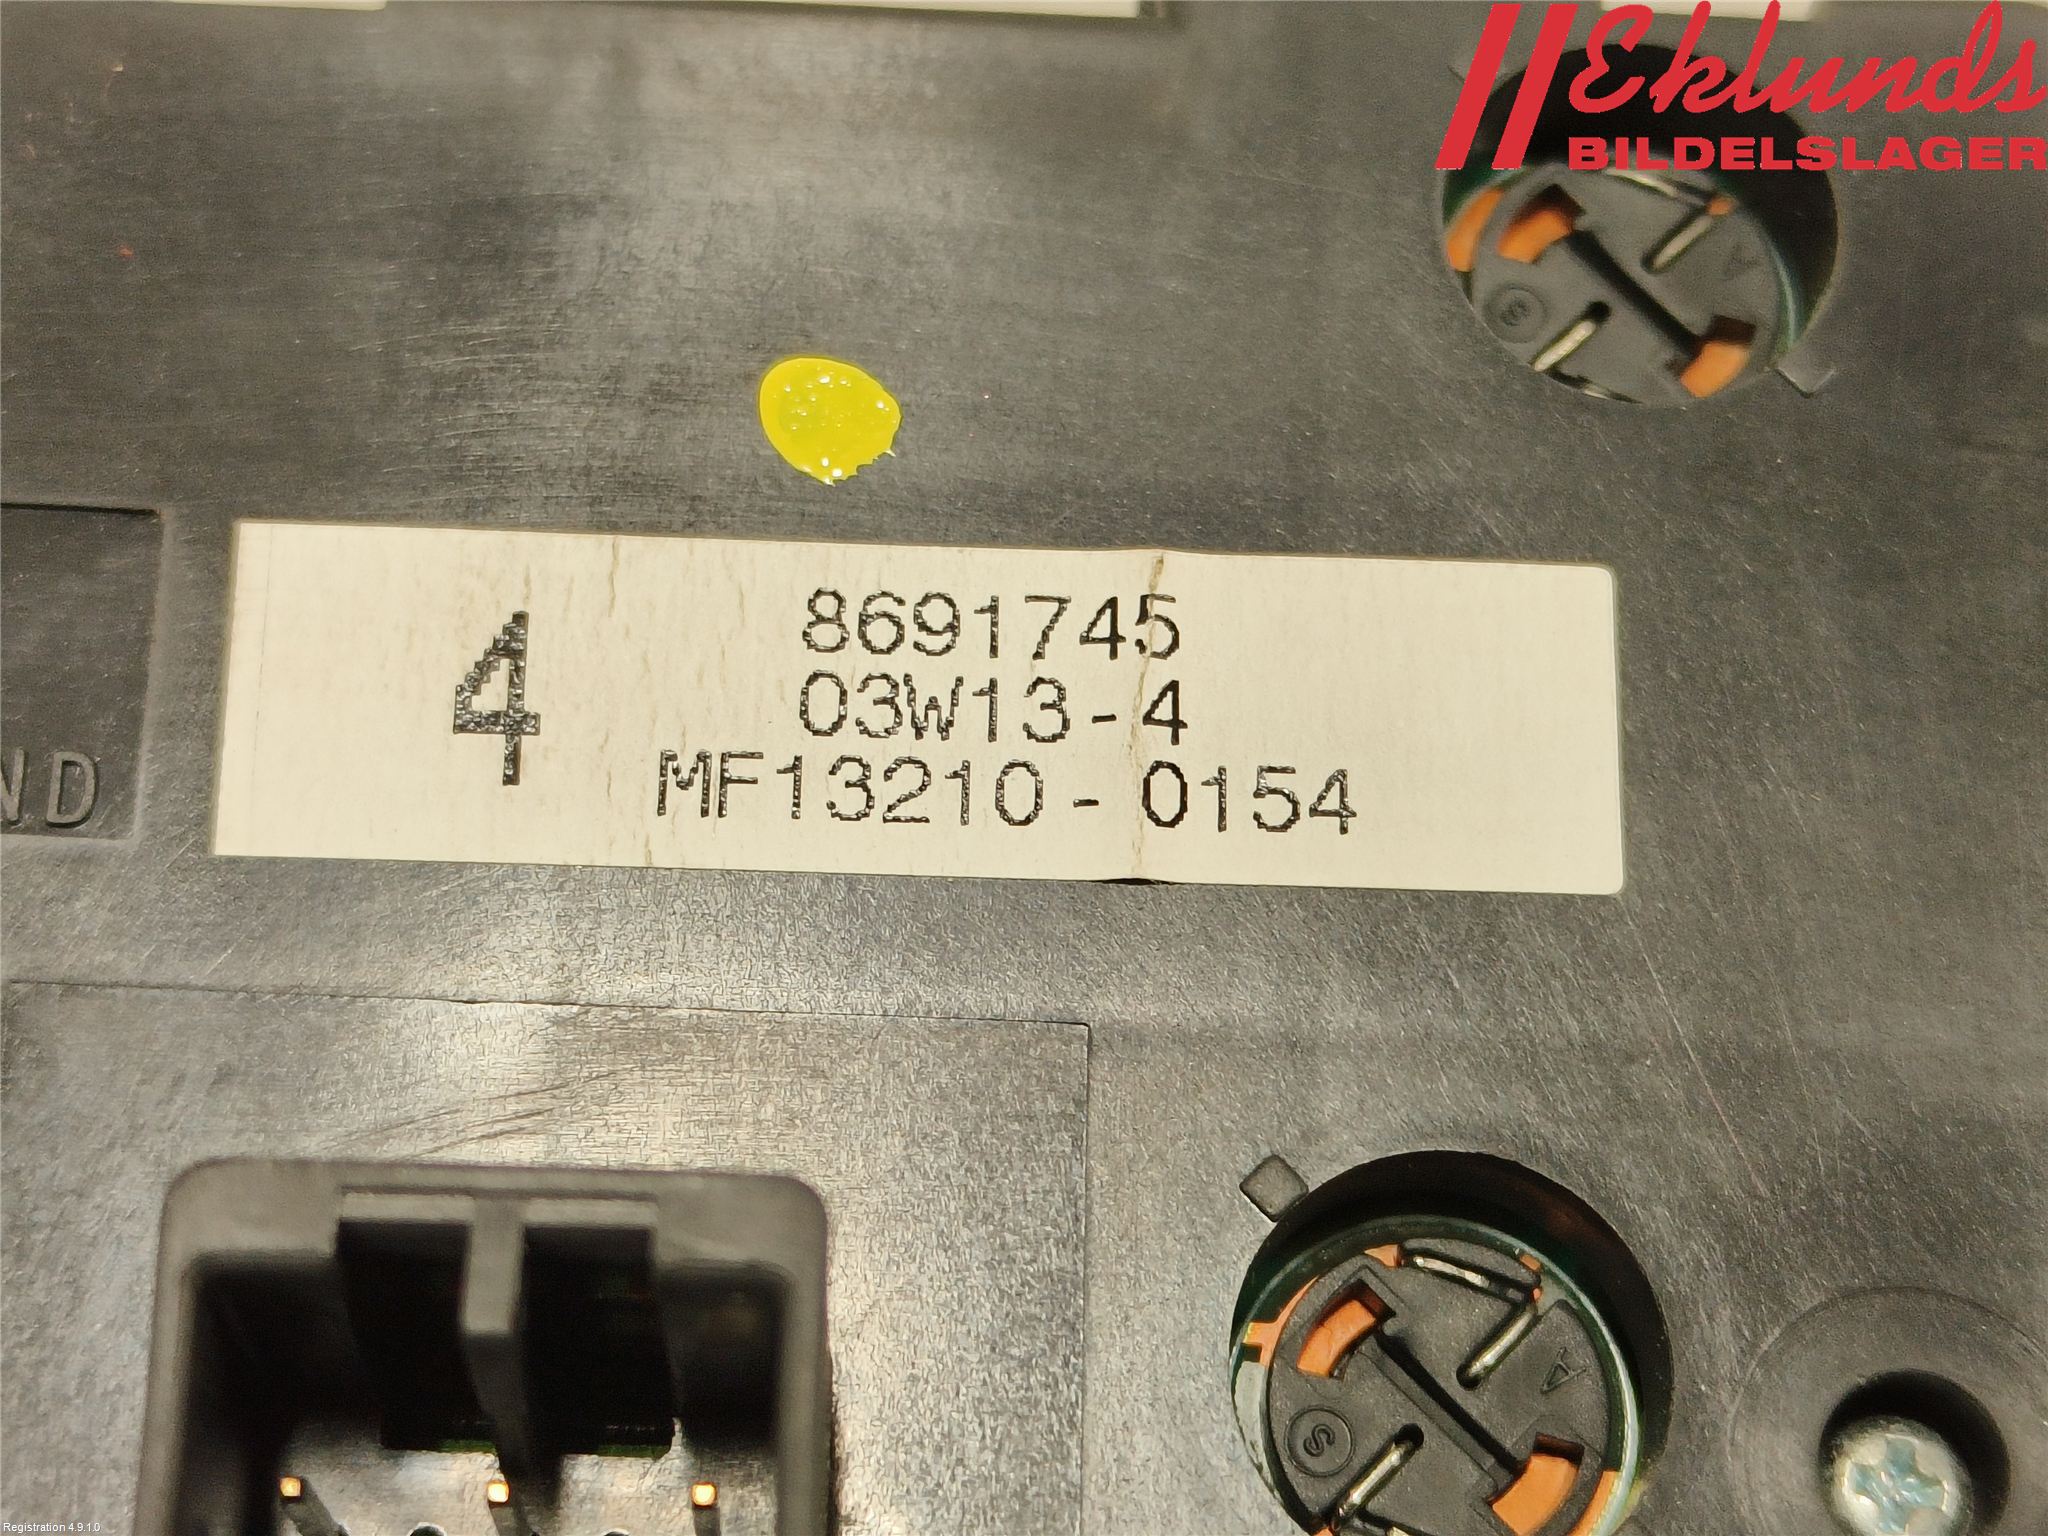 Eklunds
BILDELSLAGER
8691745
4
03W13-4
MF13210-0154
ND
B
A
A
S
Registration 4.9.1.0